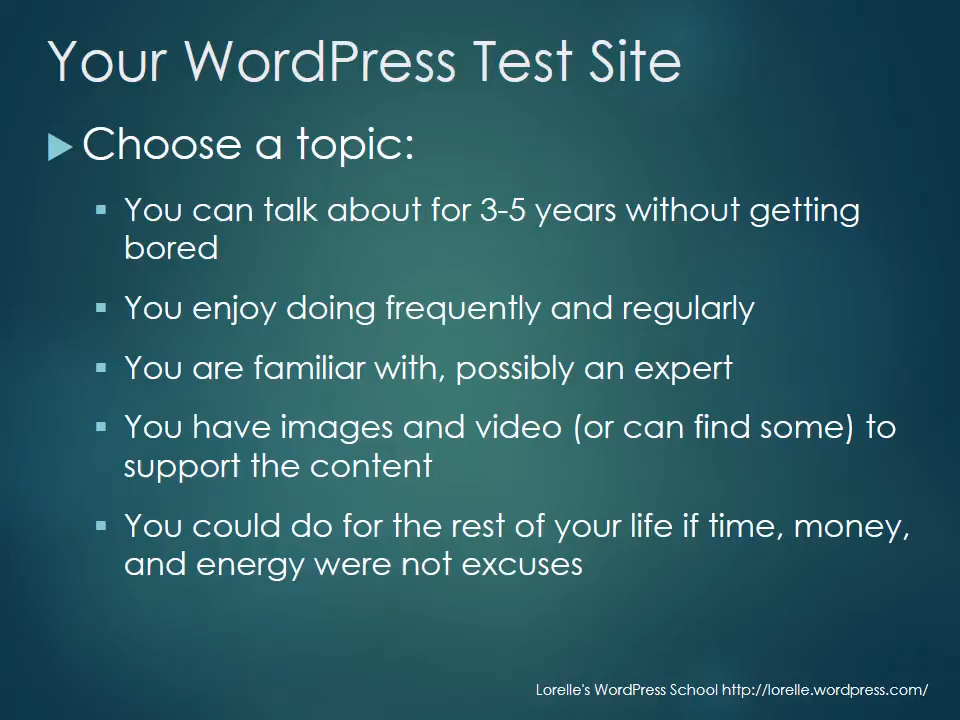 Your WordPress Test Site
Choose a topic:
You can talk about for 3-5 years without getting
bored
You enjoy doing frequently and regularly
You are familiar with, possibly an expert
You have images and video (or can find some) to
support the content
You could do for the rest of your life if time, money,
and energy were not excuses
Lorelle's WordPress School http://lorelle.wordpress.com/